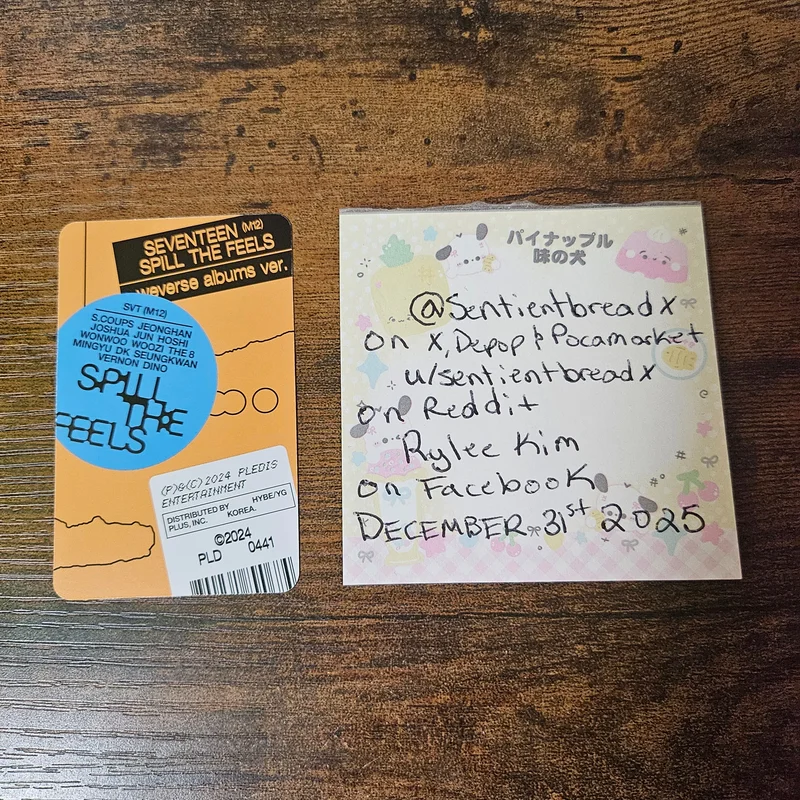 SEVENTEEN (M12)
SPILL THE FEELS
weverse albums ver.
SVT (M12)
S.COUPS JEONGHAN
JOSHUA JUN HOSHI
WONWOO WOOZI THE 8
MINGYU DK SEUNGKWAN
VERNON DINO
SPILL
THE
FEELS
(P)&(C)2024 PLEDIS
ENTERTAINMENT
DISTRIBUTED BY HYBE/YG
PLUS, INC. KOREA.
©2024
PLD 0441
パイナップル
味の犬
@Sentientbreadx
on X, Depop & Pocamarket
u/sentientbreadx
on Reddit
Rylee Kim
on Facebook
DECEMBER 31st 2025